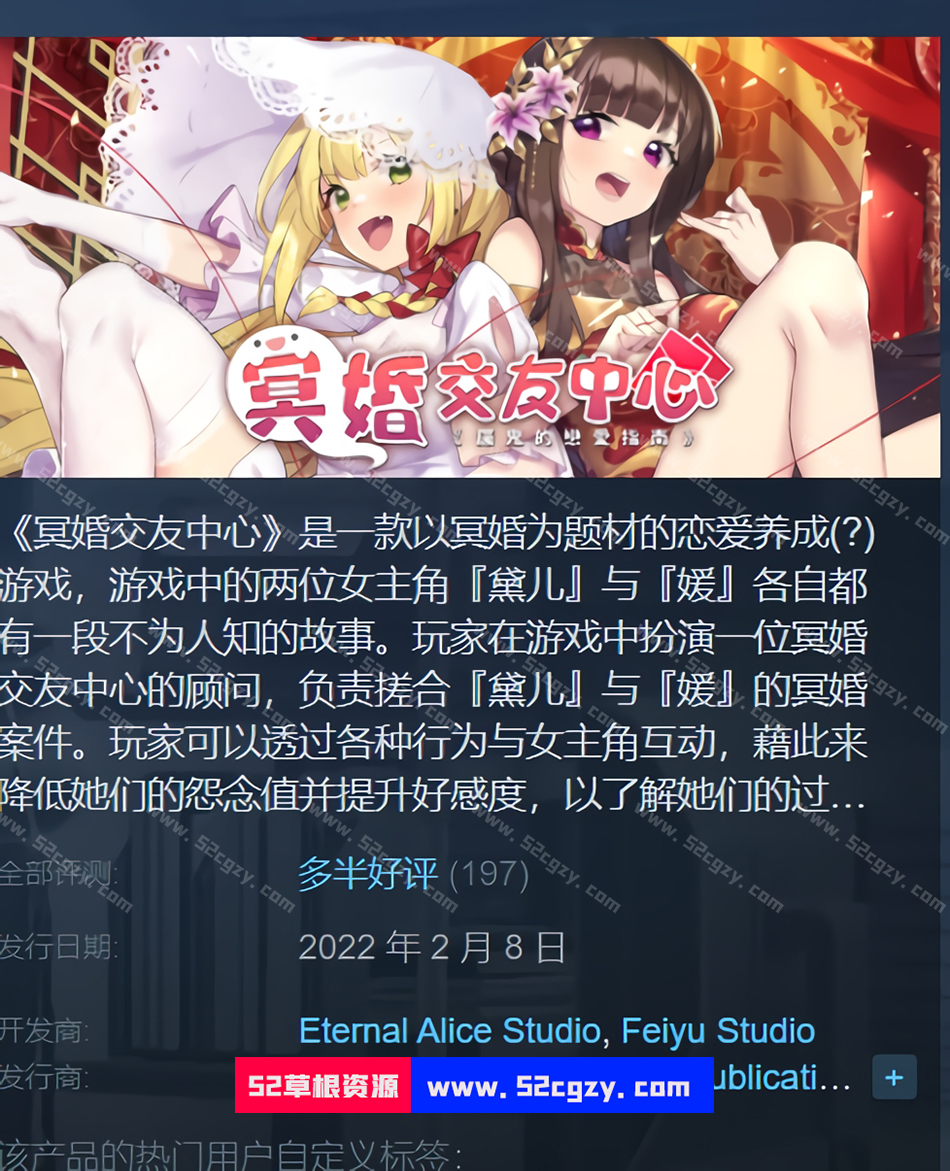 冥婚交友中心
《厲鬼的戀愛指南》
《冥婚交友中心》是一款以冥婚为题材的恋爱养成(?)
游戏，游戏中的两位女主角『黛儿』与『媛』各自都
有一段不为人知的故事。玩家在游戏中扮演一位冥婚
交友中心的顾问，负责搓合『黛儿』与『媛』的冥婚
案件。玩家可以透过各种行为与女主角互动，藉此来
降低她们的怨念值并提升好感度，以了解她们的过...
全部评测: 多半好评 (197)
发行日期: 2022 年 2 月 8 日
开发商: Eternal Alice Studio, Feiyu Studio
发行商: ublicati... +
52草根资源 www.52cgzy.com
该产品的热门用户自定义标签: